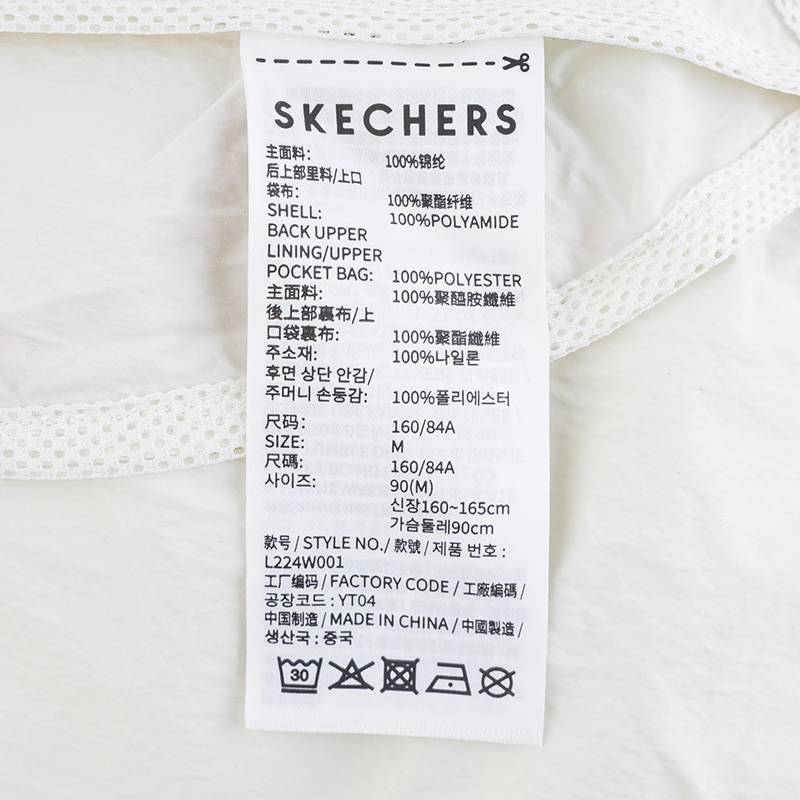 SKECHERS
主面料: 100%锦纶
后上部里料/上口
袋布: 100%聚酯纤维
SHELL: 100%POLYAMIDE
BACK UPPER
LINING/UPPER
POCKET BAG: 100%POLYESTER
主面料: 100%聚醯胺纖維
後上部裏布/上
口袋裏布: 100%聚酯纖維
주소재: 100%나일론
후면 상단 안감/
주머니 손등감: 100%폴리에스터
尺码: 160/84A
SIZE: M
尺碼: 160/84A
사이즈: 90(M)
신장160~165cm
가슴둘레90cm
款号 / STYLE NO./ 款號 / 제품 번호 :
L224W001
工厂编码 / FACTORY CODE / 工廠編碼 /
공장코드 : YT04
中国制造 / MADE IN CHINA / 中國製造 /
생산국 : 중국
30